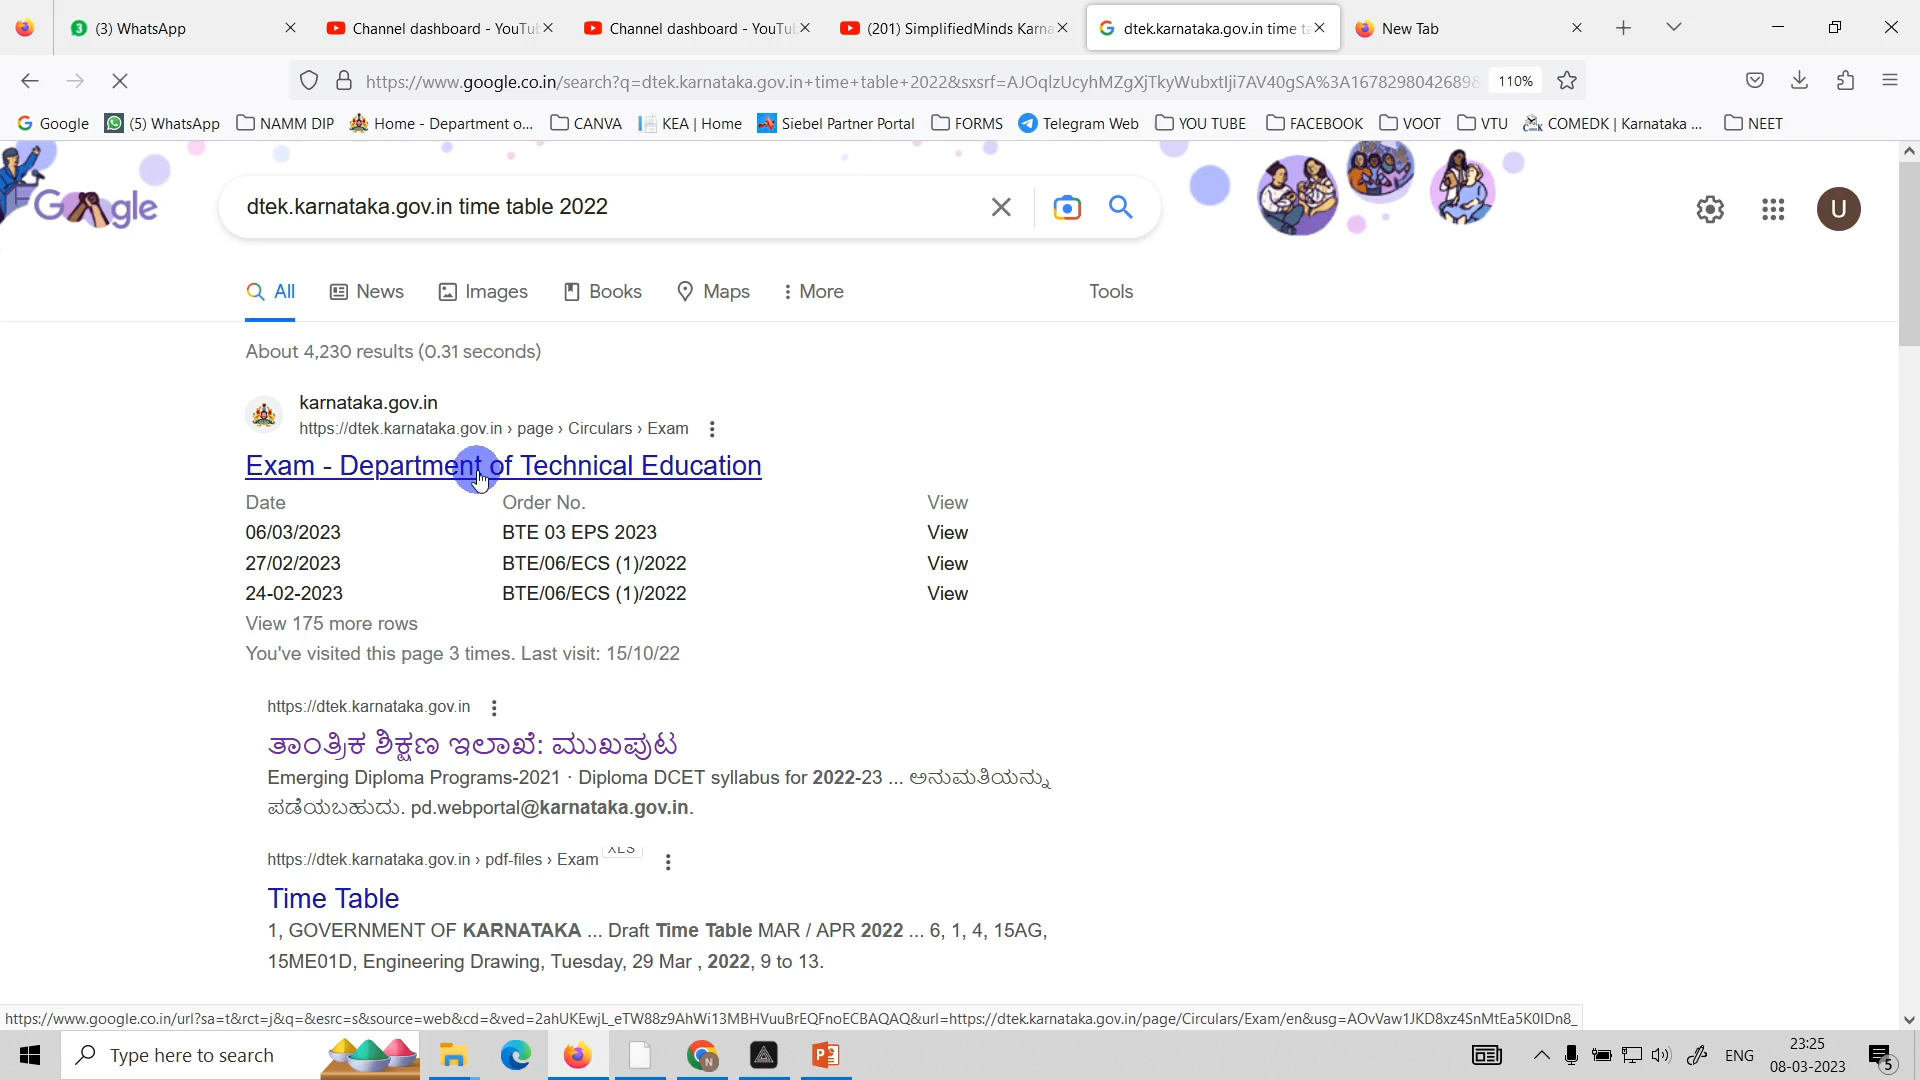 (3) WhatsApp
Channel dashboard - YouTu
Channel dashboard - YouTu
(201) SimplifiedMinds Karna
dtek.karnataka.gov.in time ta
New Tab
https://www.google.co.in/search?q=dtek.karnataka.gov.in+time+table+2022&sxsrf=AJOqlzUcyhMZgXjTkyWubxtIji7AV40gSA%3A1678298042689
110%
Google
(5) WhatsApp
NAMM DIP
Home - Department o...
CANVA
KEA | Home
Siebel Partner Portal
FORMS
Telegram Web
YOU TUBE
FACEBOOK
VOOT
VTU
COMEDK | Karnataka ...
NEET
Google
dtek.karnataka.gov.in time table 2022
U
All
News
Images
Books
Maps
More
Tools
About 4,230 results (0.31 seconds)
karnataka.gov.in
https://dtek.karnataka.gov.in › page › Circulars › Exam
Exam - Department of Technical Education
Date Order No. View
06/03/2023 BTE 03 EPS 2023 View
27/02/2023 BTE/06/ECS (1)/2022 View
24-02-2023 BTE/06/ECS (1)/2022 View
View 175 more rows
You've visited this page 3 times. Last visit: 15/10/22
https://dtek.karnataka.gov.in
ತಾಂತ್ರಿಕ ಶಿಕ್ಷಣ ಇಲಾಖೆ: ಮುಖಪುಟ
Emerging Diploma Programs-2021 · Diploma DCET syllabus for 2022-23 ... ಅನುಮತಿಯನ್ನು
ಪಡೆಯಬಹುದು. pd.webportal@karnataka.gov.in.
https://dtek.karnataka.gov.in › pdf-files › Exam XLS
Time Table
1, GOVERNMENT OF KARNATAKA ... Draft Time Table MAR / APR 2022 ... 6, 1, 4, 15AG,
15ME01D, Engineering Drawing, Tuesday, 29 Mar , 2022, 9 to 13.
https://www.google.co.in/url?sa=t&rct=j&q=&esrc=s&source=web&cd=&ved=2ahUKEwjL_eTW88z9AhWi13MBHVuuBrEQFnoECBAQAQ&url=https://dtek.karnataka.gov.in/page/Circulars/Exam/en&usg=AOvVaw1JKD8xz4SnMtEa5K0IDn8_
Type here to search
ENG
23:25
08-03-2023
5